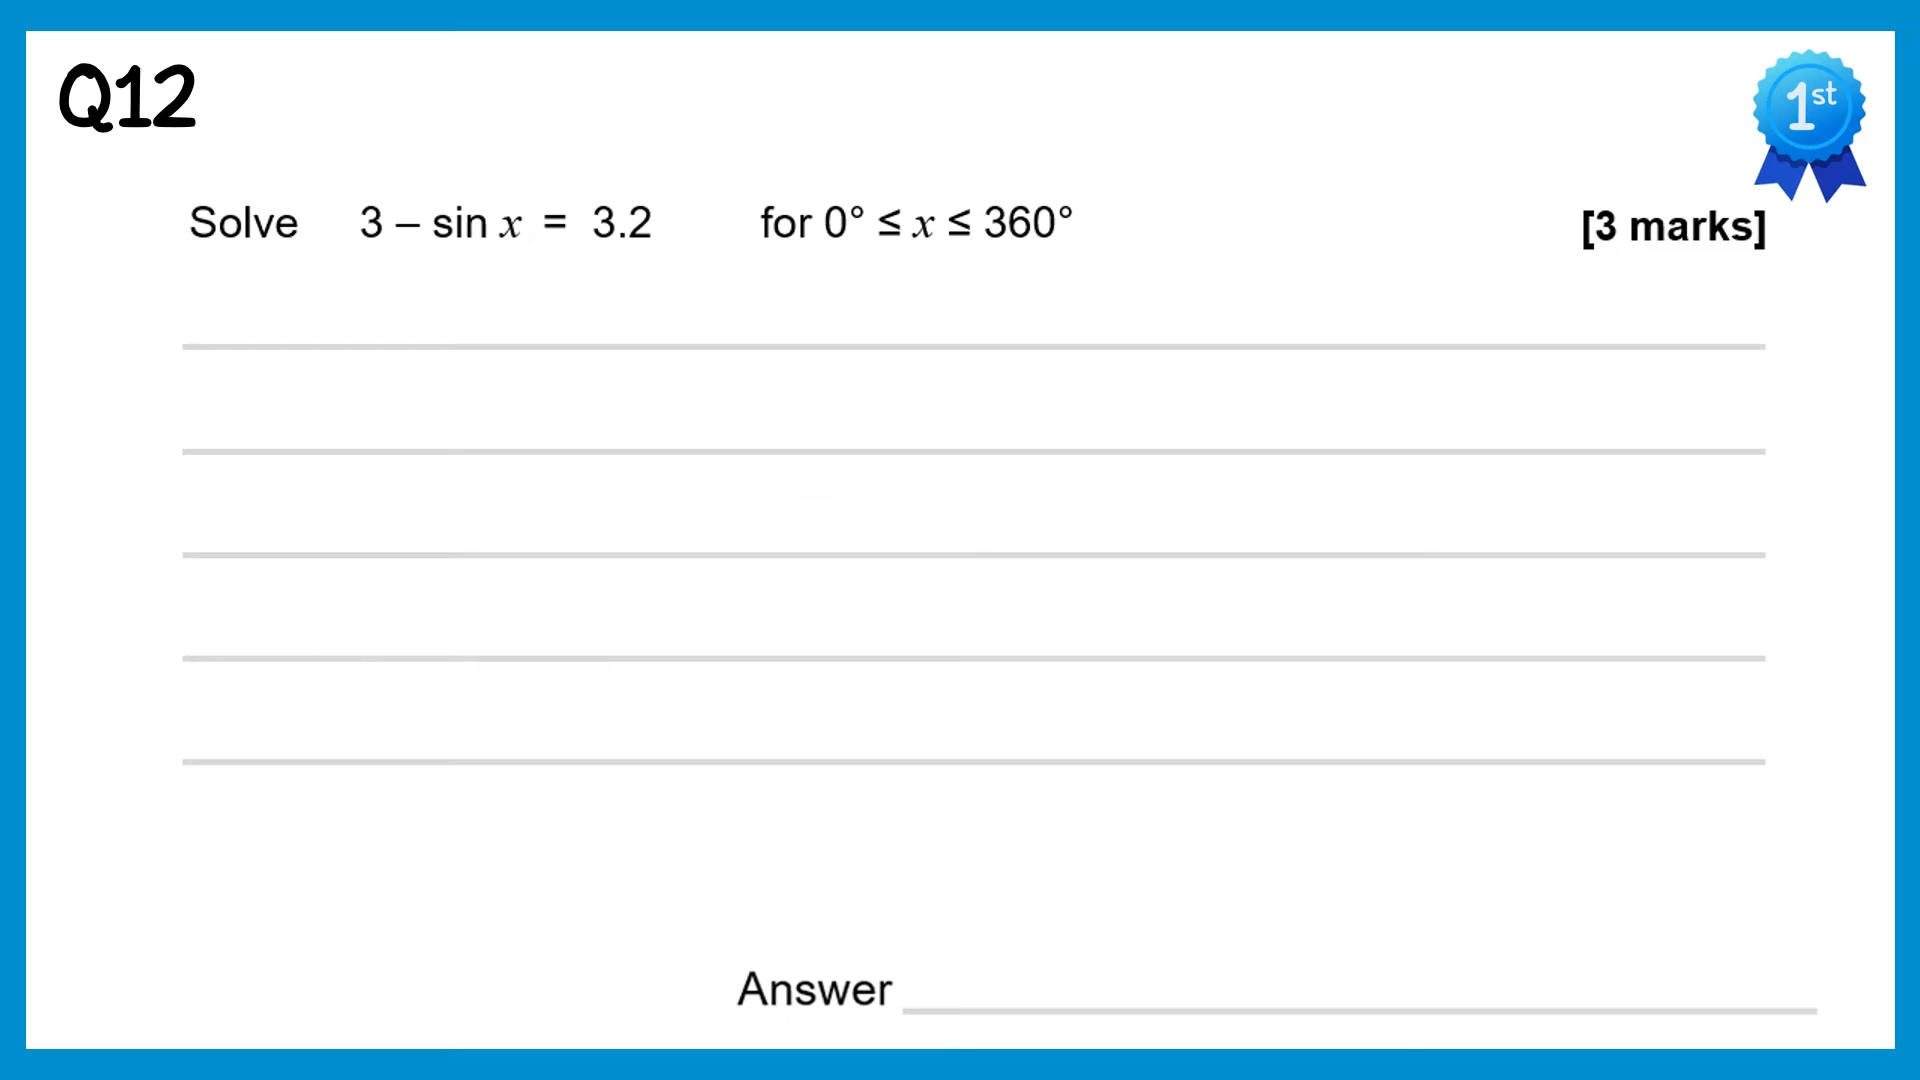 Q12
1st
Solve 3 – sin x = 3.2 for 0° ≤ x ≤ 360° [3 marks]
Answer